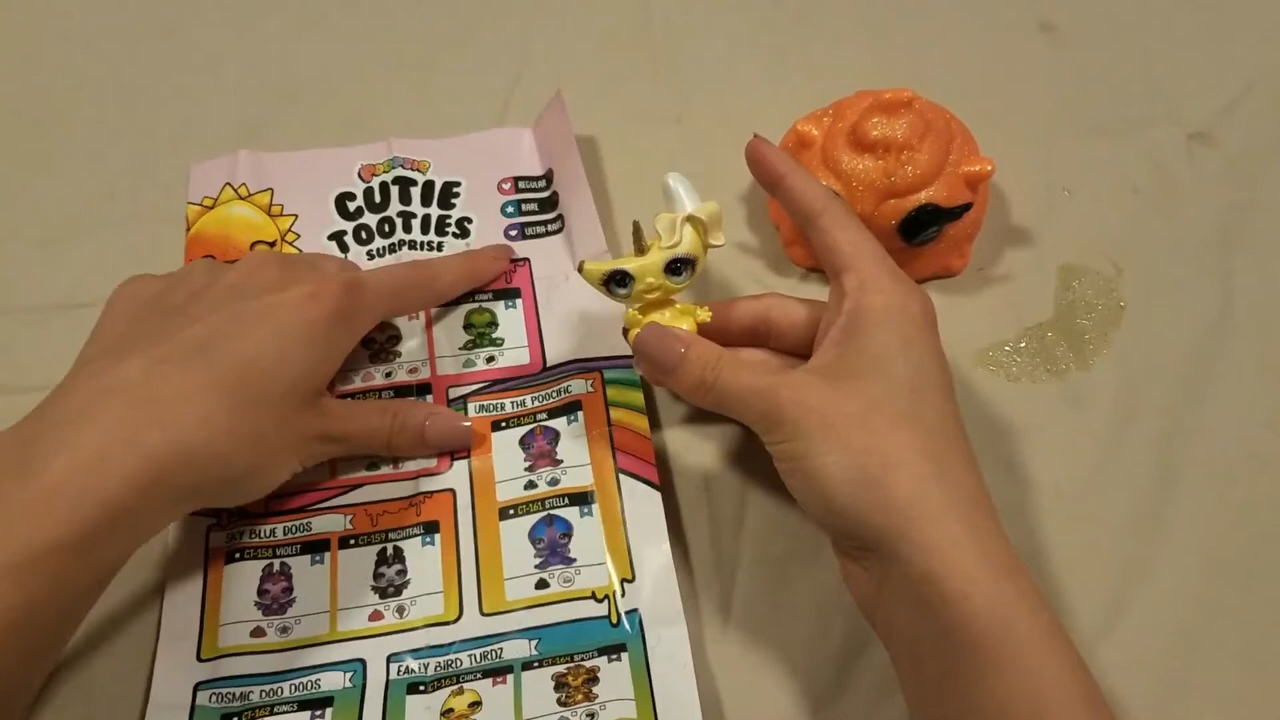 POOPSIE
CUTIE
TOOTIES
SURPRISE
REGULAR
RARE
ULTRA-RARE
RAWR
CT-157 REX
UNDER THE POOCIFIC
CT-160 INK
CT-161 STELLA
SKY BLUE DOOS
CT-158 VIOLET
CT-159 NIGHTFALL
EARLY BIRD TURDZ
CT-163 CHICK
CT-164 SPOTS
COSMIC DOO DOOS
CT-162 RINGS